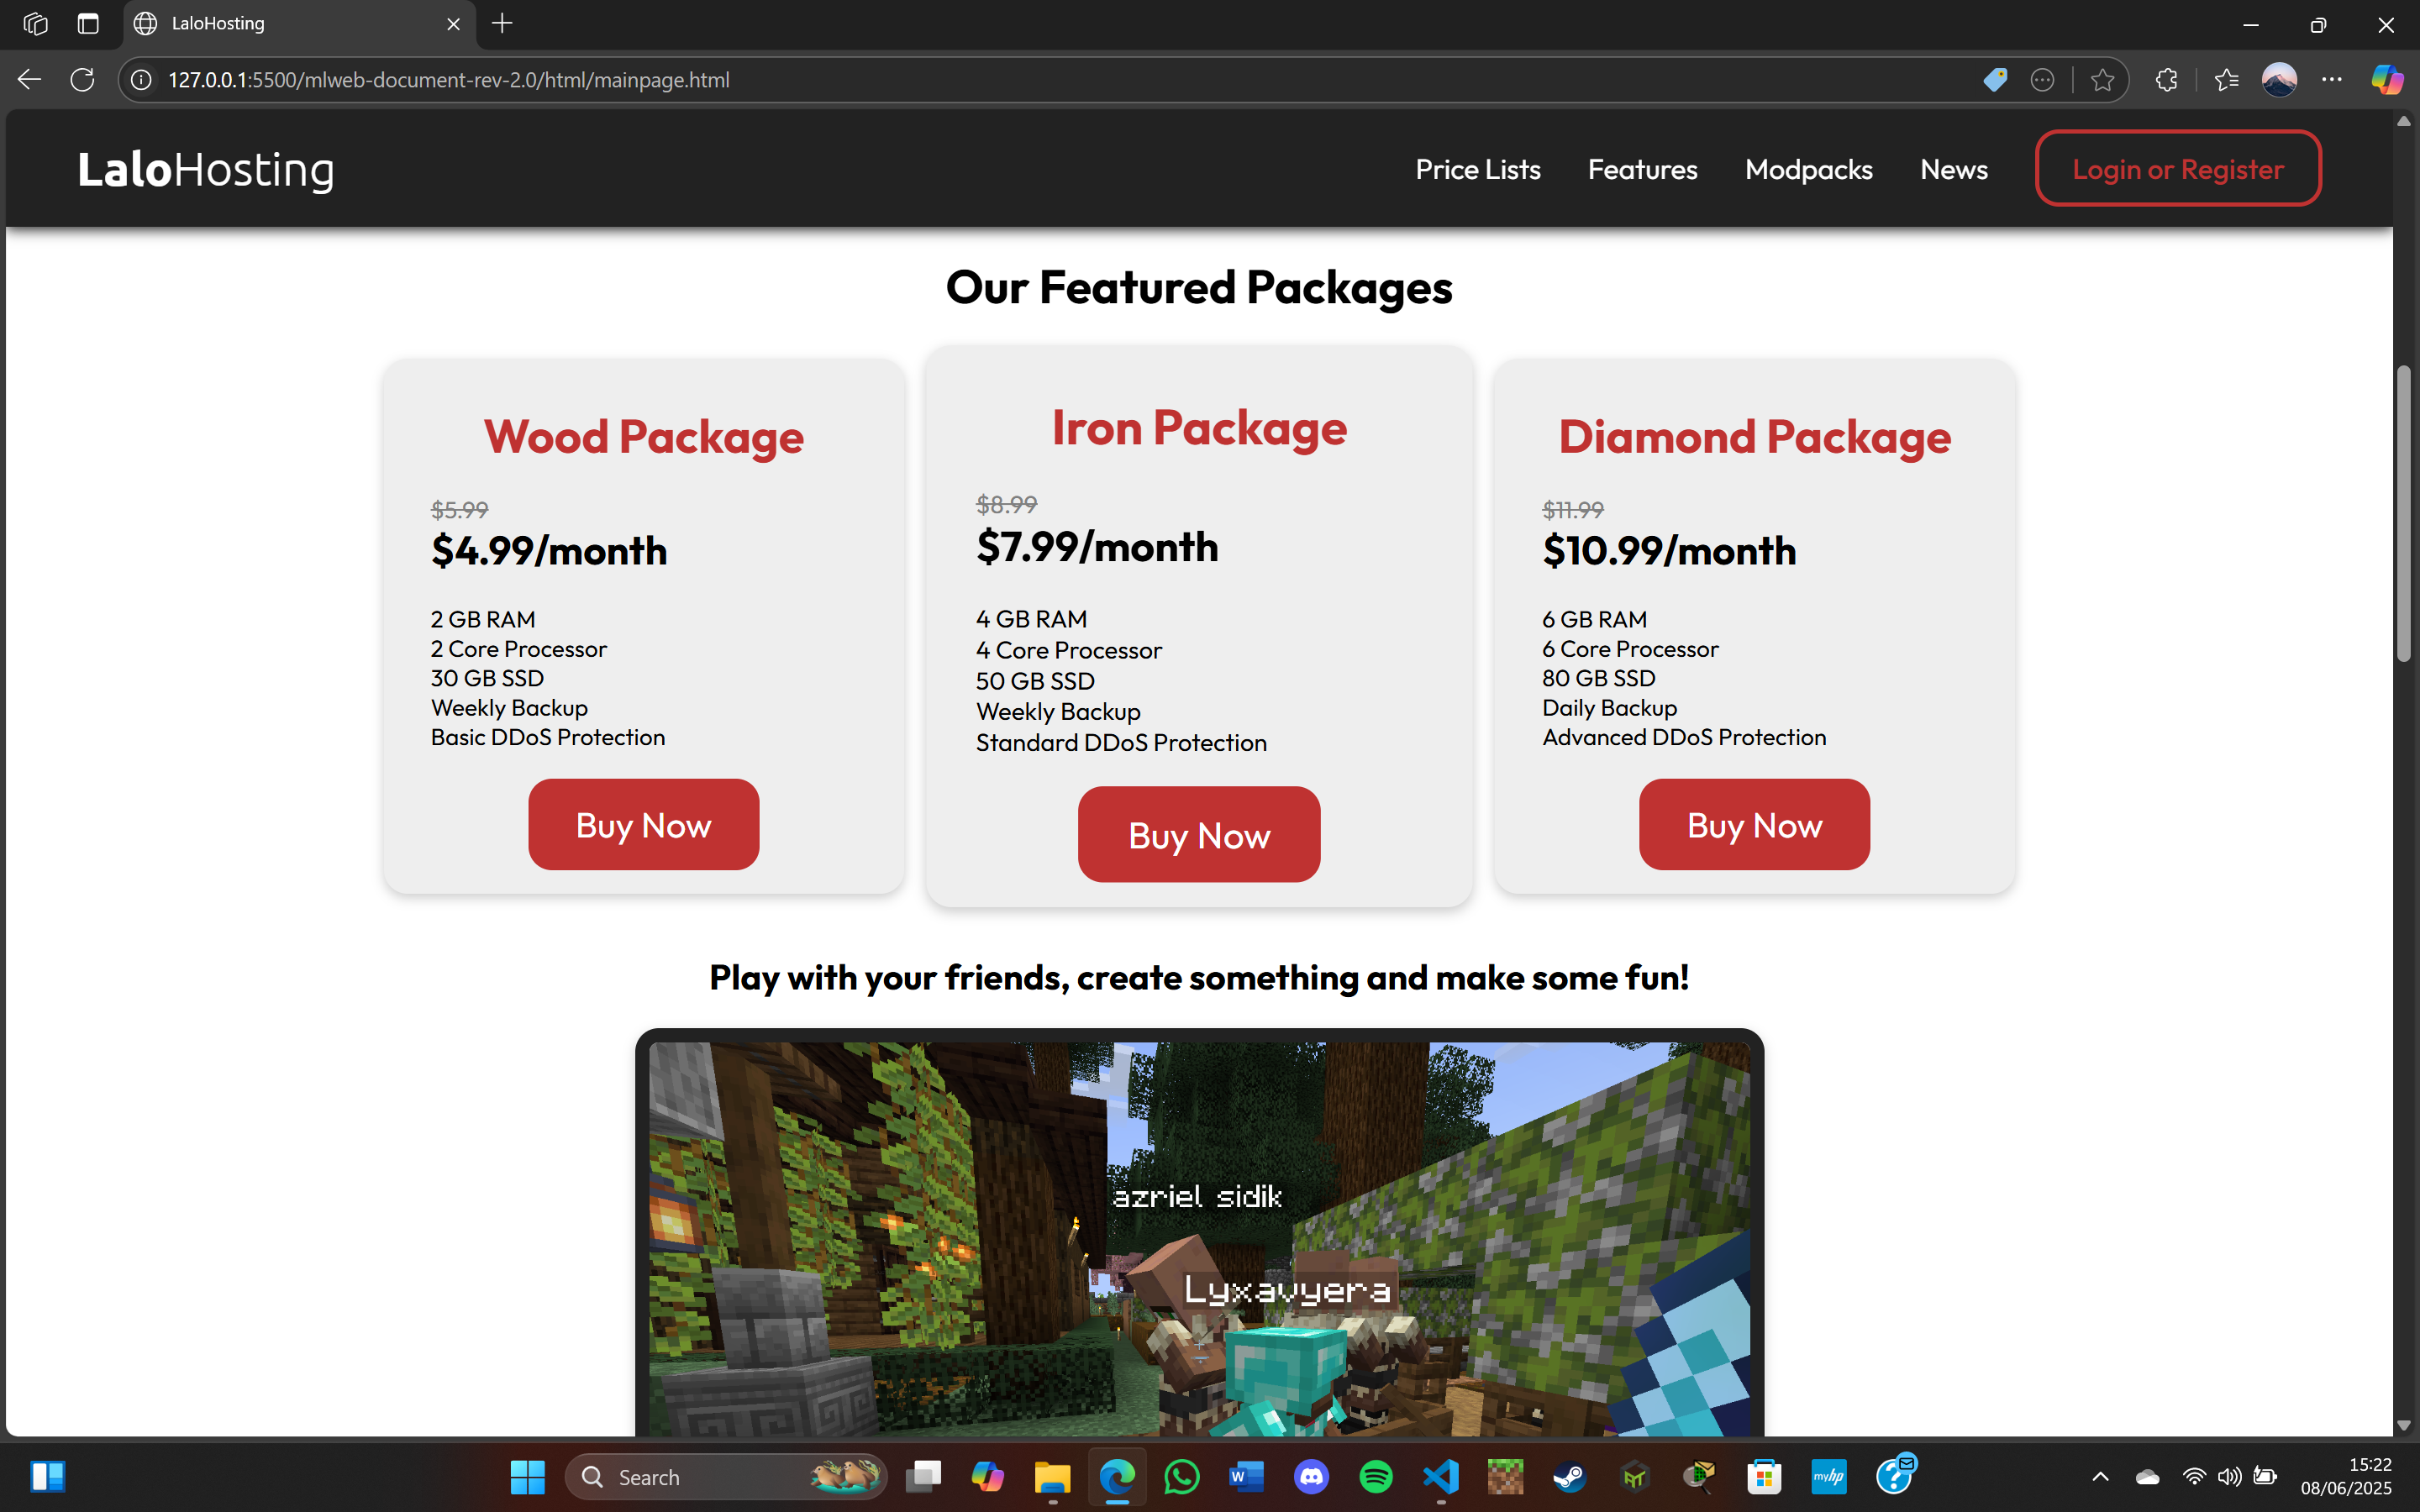 LaloHosting
127.0.0.1:5500/mlweb-document-rev-2.0/html/mainpage.html
LaloHosting
Price Lists
Features
Modpacks
News
Login or Register
Our Featured Packages
Wood Package
$5.99
$4.99/month
2 GB RAM
2 Core Processor
30 GB SSD
Weekly Backup
Basic DDoS Protection
Buy Now
Iron Package
$8.99
$7.99/month
4 GB RAM
4 Core Processor
50 GB SSD
Weekly Backup
Standard DDoS Protection
Buy Now
Diamond Package
$11.99
$10.99/month
6 GB RAM
6 Core Processor
80 GB SSD
Daily Backup
Advanced DDoS Protection
Buy Now
Play with your friends, create something and make some fun!
azriel sidik
Lyxavyera
Search
W
myhp
15:22
08/06/2025